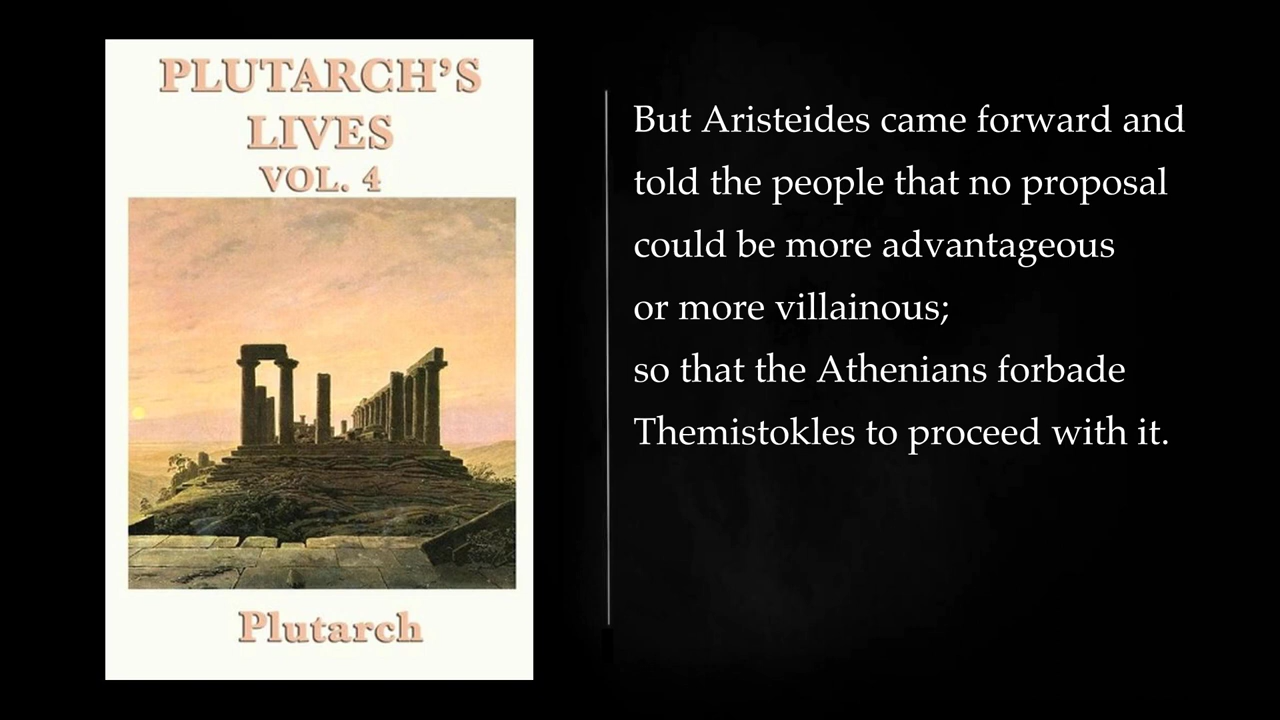 PLUTARCH'S
LIVES
VOL. 4
Plutarch
But Aristeides came forward and
told the people that no proposal
could be more advantageous
or more villainous;
so that the Athenians forbade
Themistokles to proceed with it.